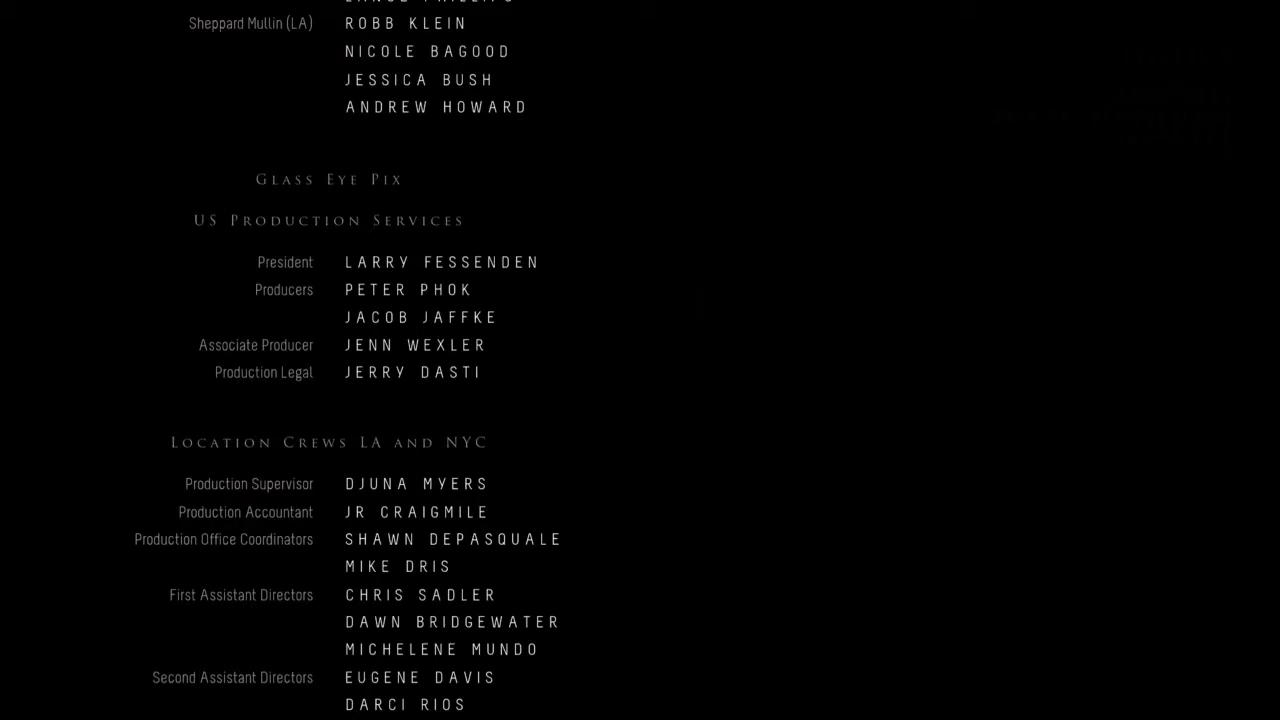 Sheppard Mullin (LA) ROBB KLEIN
NICOLE BAGOOD
JESSICA BUSH
ANDREW HOWARD
GLASS EYE PIX
US PRODUCTION SERVICES
President LARRY FESSENDEN
Producers PETER PHOK
JACOB JAFFKE
Associate Producer JENN WEXLER
Production Legal JERRY DASTI
LOCATION CREWS LA AND NYC
Production Supervisor DJUNA MYERS
Production Accountant JR CRAIGMILE
Production Office Coordinators SHAWN DEPASQUALE
MIKE DRIS
First Assistant Directors CHRIS SADLER
DAWN BRIDGEWATER
MICHELENE MUNDO
Second Assistant Directors EUGENE DAVIS
DARCI RIOS